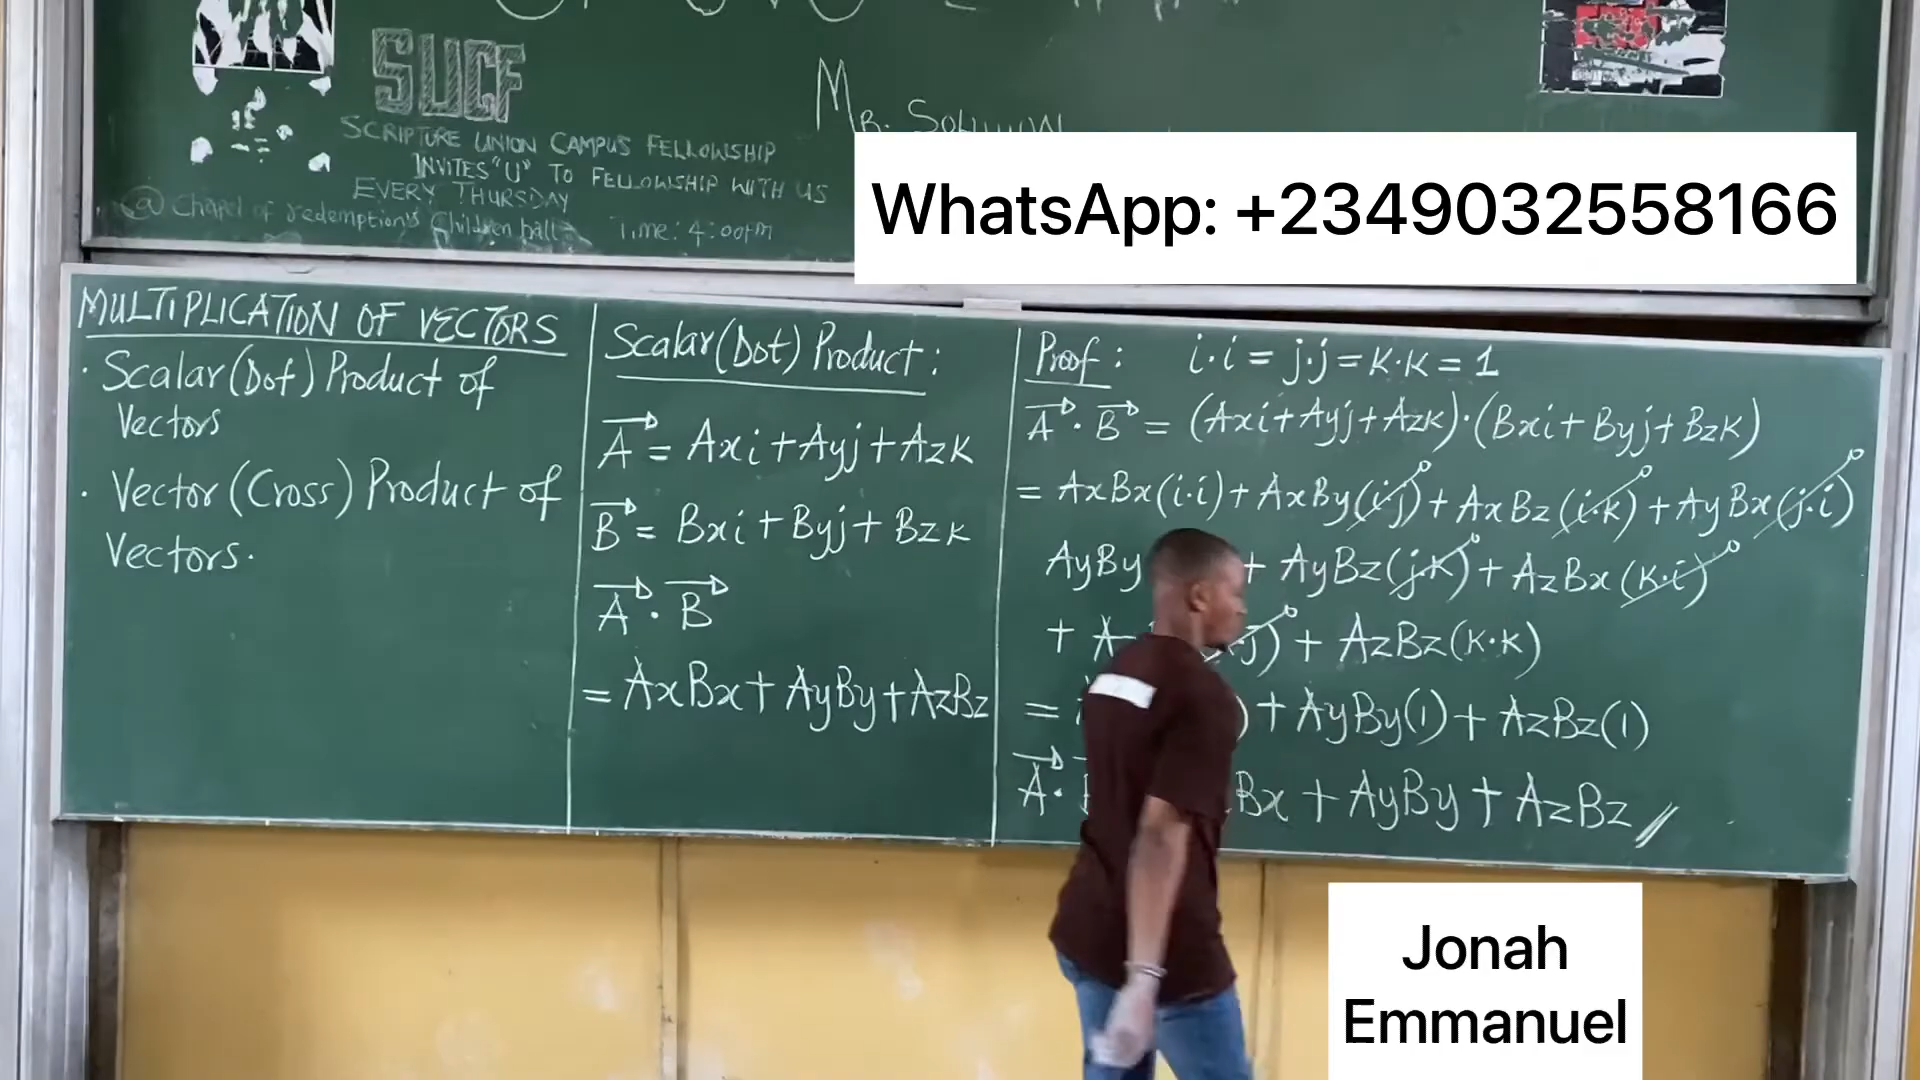 SUCF
SCRIPTURE UNION CAMPUS FELLOWSHIP
INVITES "U" TO FELLOWSHIP WITH US
EVERY THURSDAY
@ Chapel of redemption's Children hall Time: 4:00pm
MR. SOLUTION
WhatsApp: +2349032558166
MULTIPLICATION OF VECTORS
· Scalar (Dot) Product of
Vectors
· Vector (Cross) Product of
Vectors.
Scalar (Dot) Product:
A = Axi + Ayj + Azk
B = Bxi + Byj + Bzk
A · B
= AxBx + AyBy + AzBz
Prof: i·i = j·j = k·k = 1
A · B = (Axi + Ayj + Azk)·(Bxi + Byj + Bzk)
= AxBx(i·i) + AxBy(i·j) + AxBz(i·k) + AyBx(j·i)
AyBy + AyBz(j·k) + AzBx(k·i)
+ A ·j) + AzBz(k·k)
= ) + AyBy(1) + AzBz(1)
A · Bx + AyBy + AzBz //
Jonah
Emmanuel